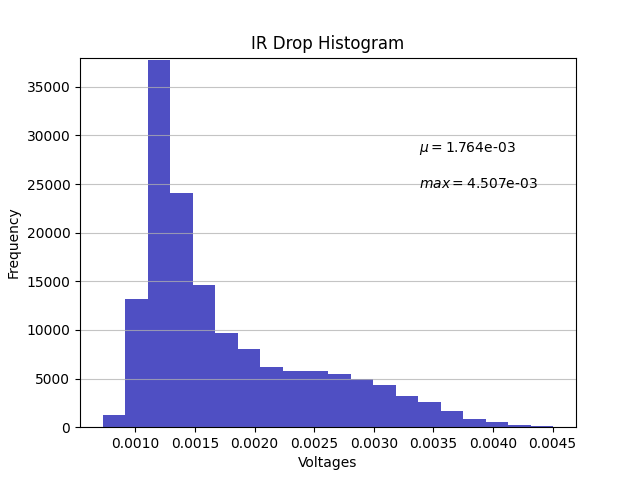 IR Drop Histogram
35000
30000
25000
20000
15000
10000
5000
0
Frequency
μ = 1.764e-03
max = 4.507e-03
0.0010 0.0015 0.0020 0.0025 0.0030 0.0035 0.0040 0.0045
Voltages